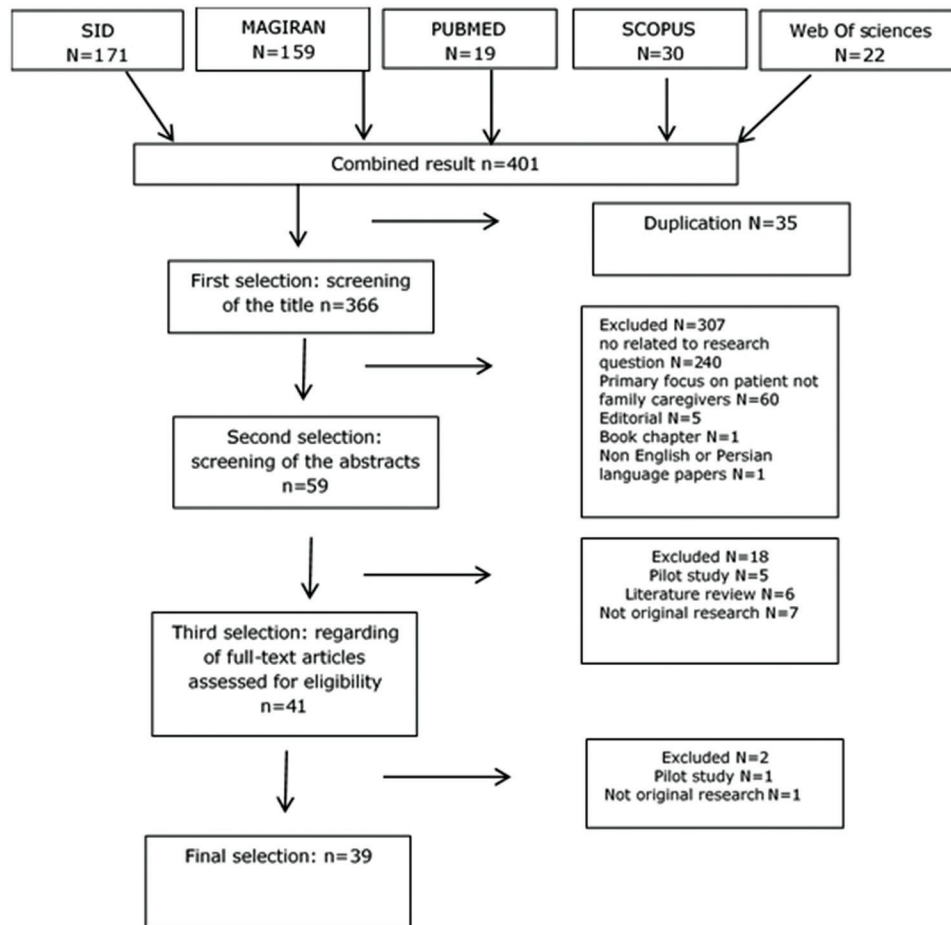 SID
N=171
MAGIRAN
N=159
PUBMED
N=19
SCOPUS
N=30
Web Of sciences
N=22
Combined result n=401
Duplication N=35
First selection: screening
of the title n=366
Excluded N=307
no related to research
question N=240
Primary focus on patient not
family caregivers N=60
Editorial N=5
Book chapter N=1
Non English or Persian
language papers N=1
Second selection:
screening of the abstracts
n=59
Excluded N=18
Pilot study N=5
Literature review N=6
Not original research N=7
Third selection: regarding
of full-text articles
assessed for eligibility
n=41
Excluded N=2
Pilot study N=1
Not original research N=1
Final selection: n=39